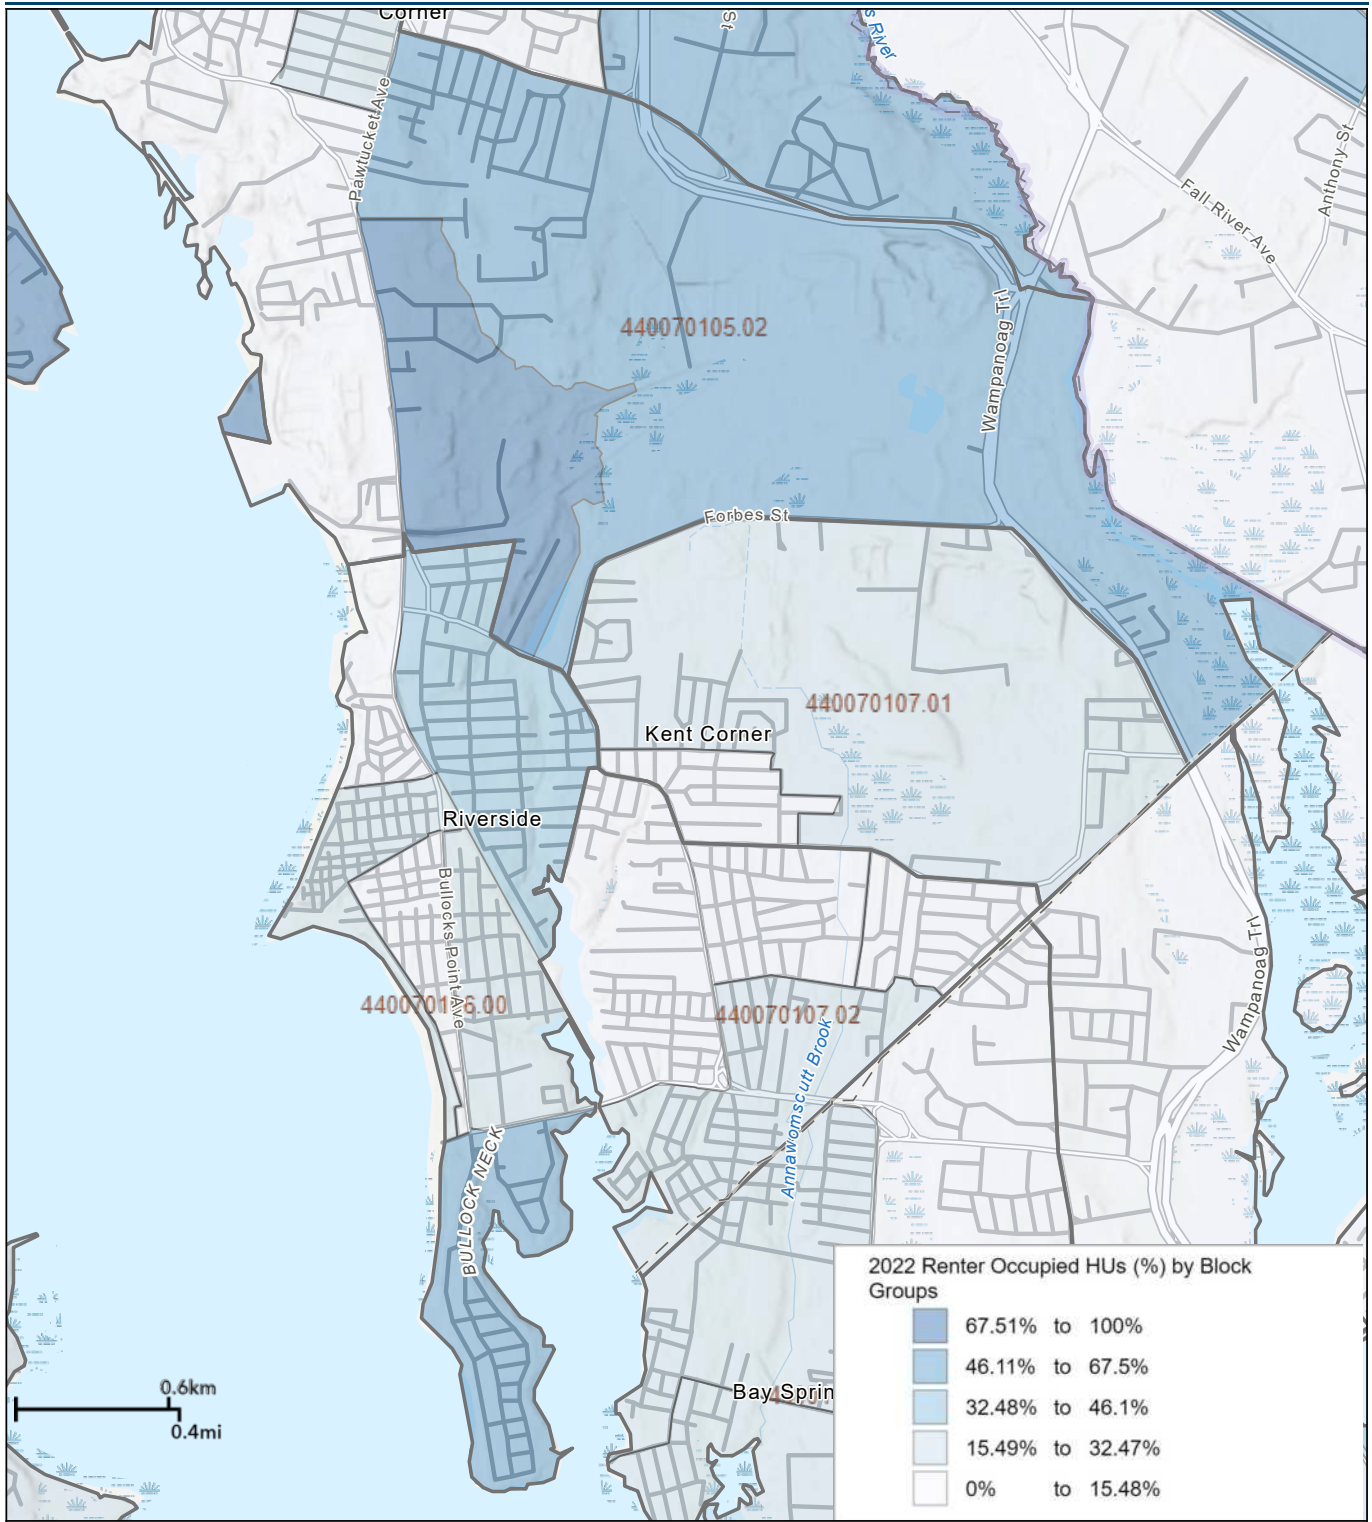 Corner
St
s River
Pawtucket Ave
Anthony St
Fall River Ave
440070105.02
Wampanoag Trl
Forbes St
440070107.01
Kent Corner
Riverside
Bullocks Point Ave
440070106.00
440070107.02
Wampanoag Trl
Annawomscutt Brook
BULLOCK NECK
2022 Renter Occupied HUs (%) by Block
Groups
67.51% to 100%
46.11% to 67.5%
32.48% to 46.1%
15.49% to 32.47%
0% to 15.48%
0.6km
0.4mi
Bay Sprin